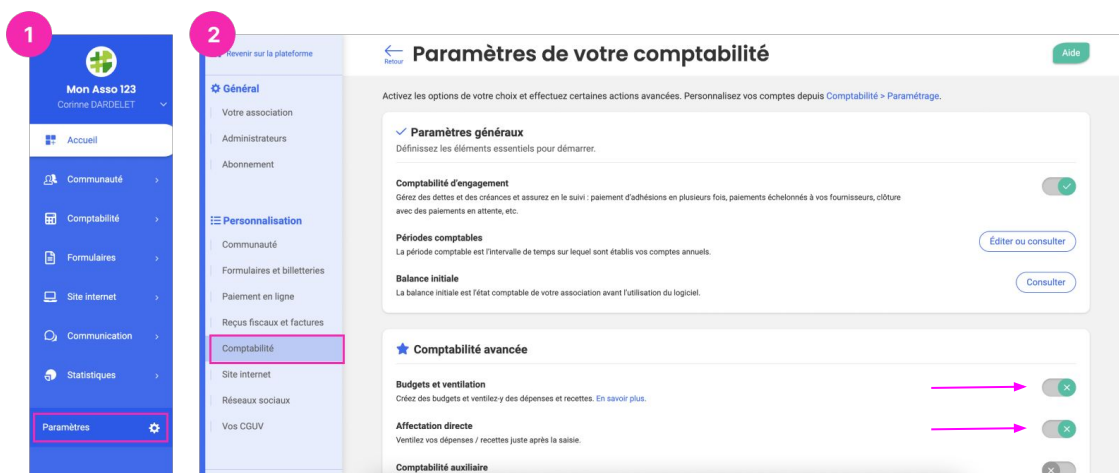 1
Mon Asso 123
Corinne DARDELET
Accueil
Communauté
Comptabilité
Formulaires
Site internet
Communication
Statistiques
Paramètres
2
Revenir sur la plateforme
Général
Votre association
Administrateurs
Abonnement
Personnalisation
Communauté
Formulaires et billetteries
Paiement en ligne
Reçus fiscaux et factures
Comptabilité
Site internet
Réseaux sociaux
Vos CGUV
Retour
Paramètres de votre comptabilité
Aide
Activez les options de votre choix et effectuez certaines actions avancées. Personnalisez vos comptes depuis Comptabilité > Paramétrage.
Paramètres généraux
Définissez les éléments essentiels pour démarrer.
Comptabilité d'engagement
Gérez des dettes et des créances et assurez en le suivi : paiement d'adhésions en plusieurs fois, paiements échelonnés à vos fournisseurs, clôture
avec des paiements en attente, etc.
Périodes comptables
La période comptable est l'intervalle de temps sur lequel sont établis vos comptes annuels.
Éditer ou consulter
Balance initiale
La balance initiale est l'état comptable de votre association avant l'utilisation du logiciel.
Consulter
Comptabilité avancée
Budgets et ventilation
Créez des budgets et ventilez-y des dépenses et recettes. En savoir plus.
Affectation directe
Ventilez vos dépenses / recettes juste après la saisie.
Comptabilité auxiliaire